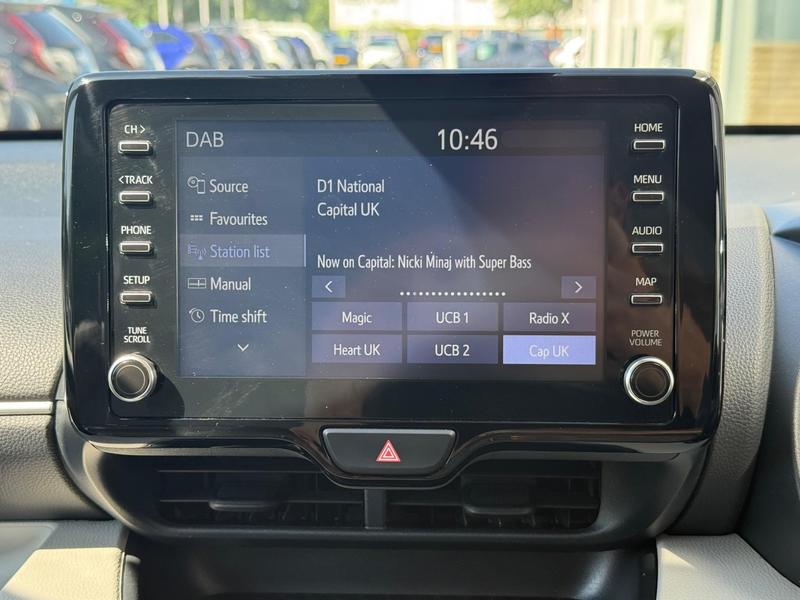 DAB
10:46
CH>
<TRACK
PHONE
SETUP
TUNE
SCROLL
Source
Favourites
Station list
Manual
Time shift
D1 National
Capital UK
Now on Capital: Nicki Minaj with Super Bass
Magic
UCB 1
Radio X
Heart UK
UCB 2
Cap UK
HOME
MENU
AUDIO
MAP
POWER
VOLUME